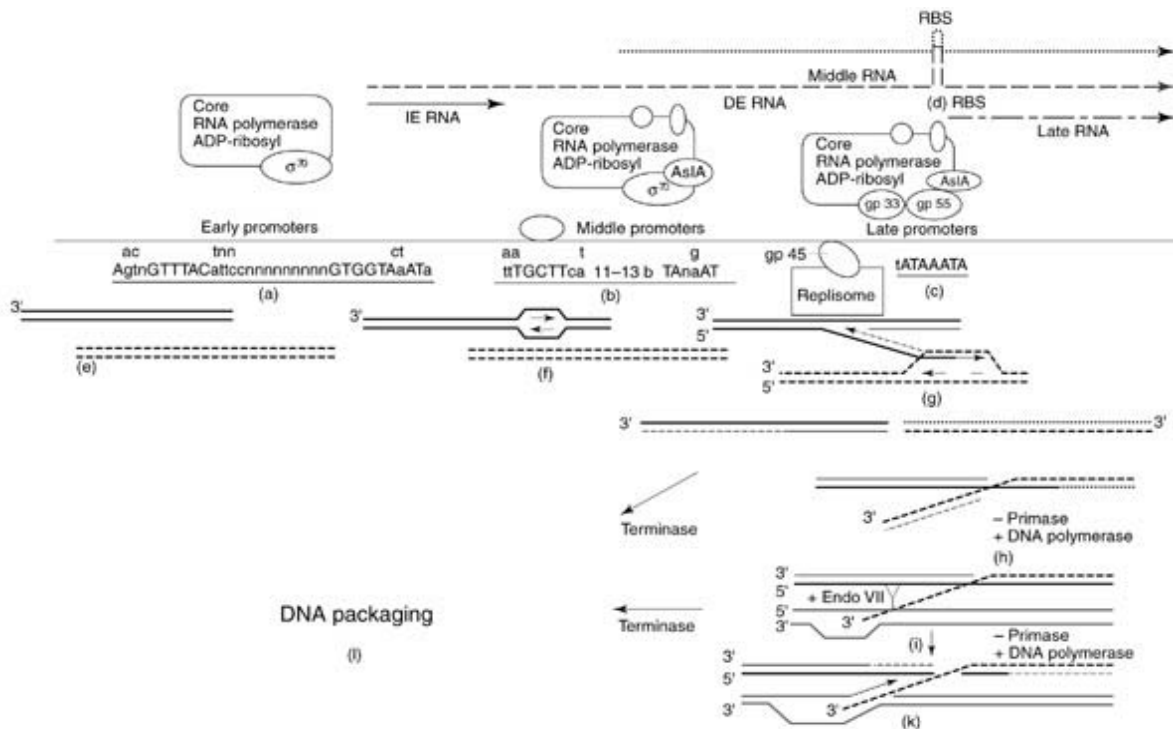 RBS
Middle RNA
DE RNA
(d) RBS
IE RNA
Late RNA
Core
RNA polymerase
ADP-ribosyl
σ70
Core
RNA polymerase
ADP-ribosyl
AsIA
σ70
Core
RNA polymerase
ADP-ribosyl
AsIA
gp 33
gp 55
Early promoters
Middle promoters
Late promoters
ac tnn ct
AgtnGTTTACattccnnnnnnnnnGTGGTAaATa
(a)
aa t g
ttTGCTTca 11–13 b TAnaAT
(b)
gp 45
tATAAATA
(c)
Replisome
3'
(e)
3'
(f)
3'
5'
3'
5'
(g)
3' 3'
Terminase
3'
– Primase
+ DNA polymerase
(h)
3'
5'
+ Endo VII
5'
3'
3'
DNA packaging
Terminase
(l)
(i)
– Primase
+ DNA polymerase
3'
5'
3'
3'
(k)